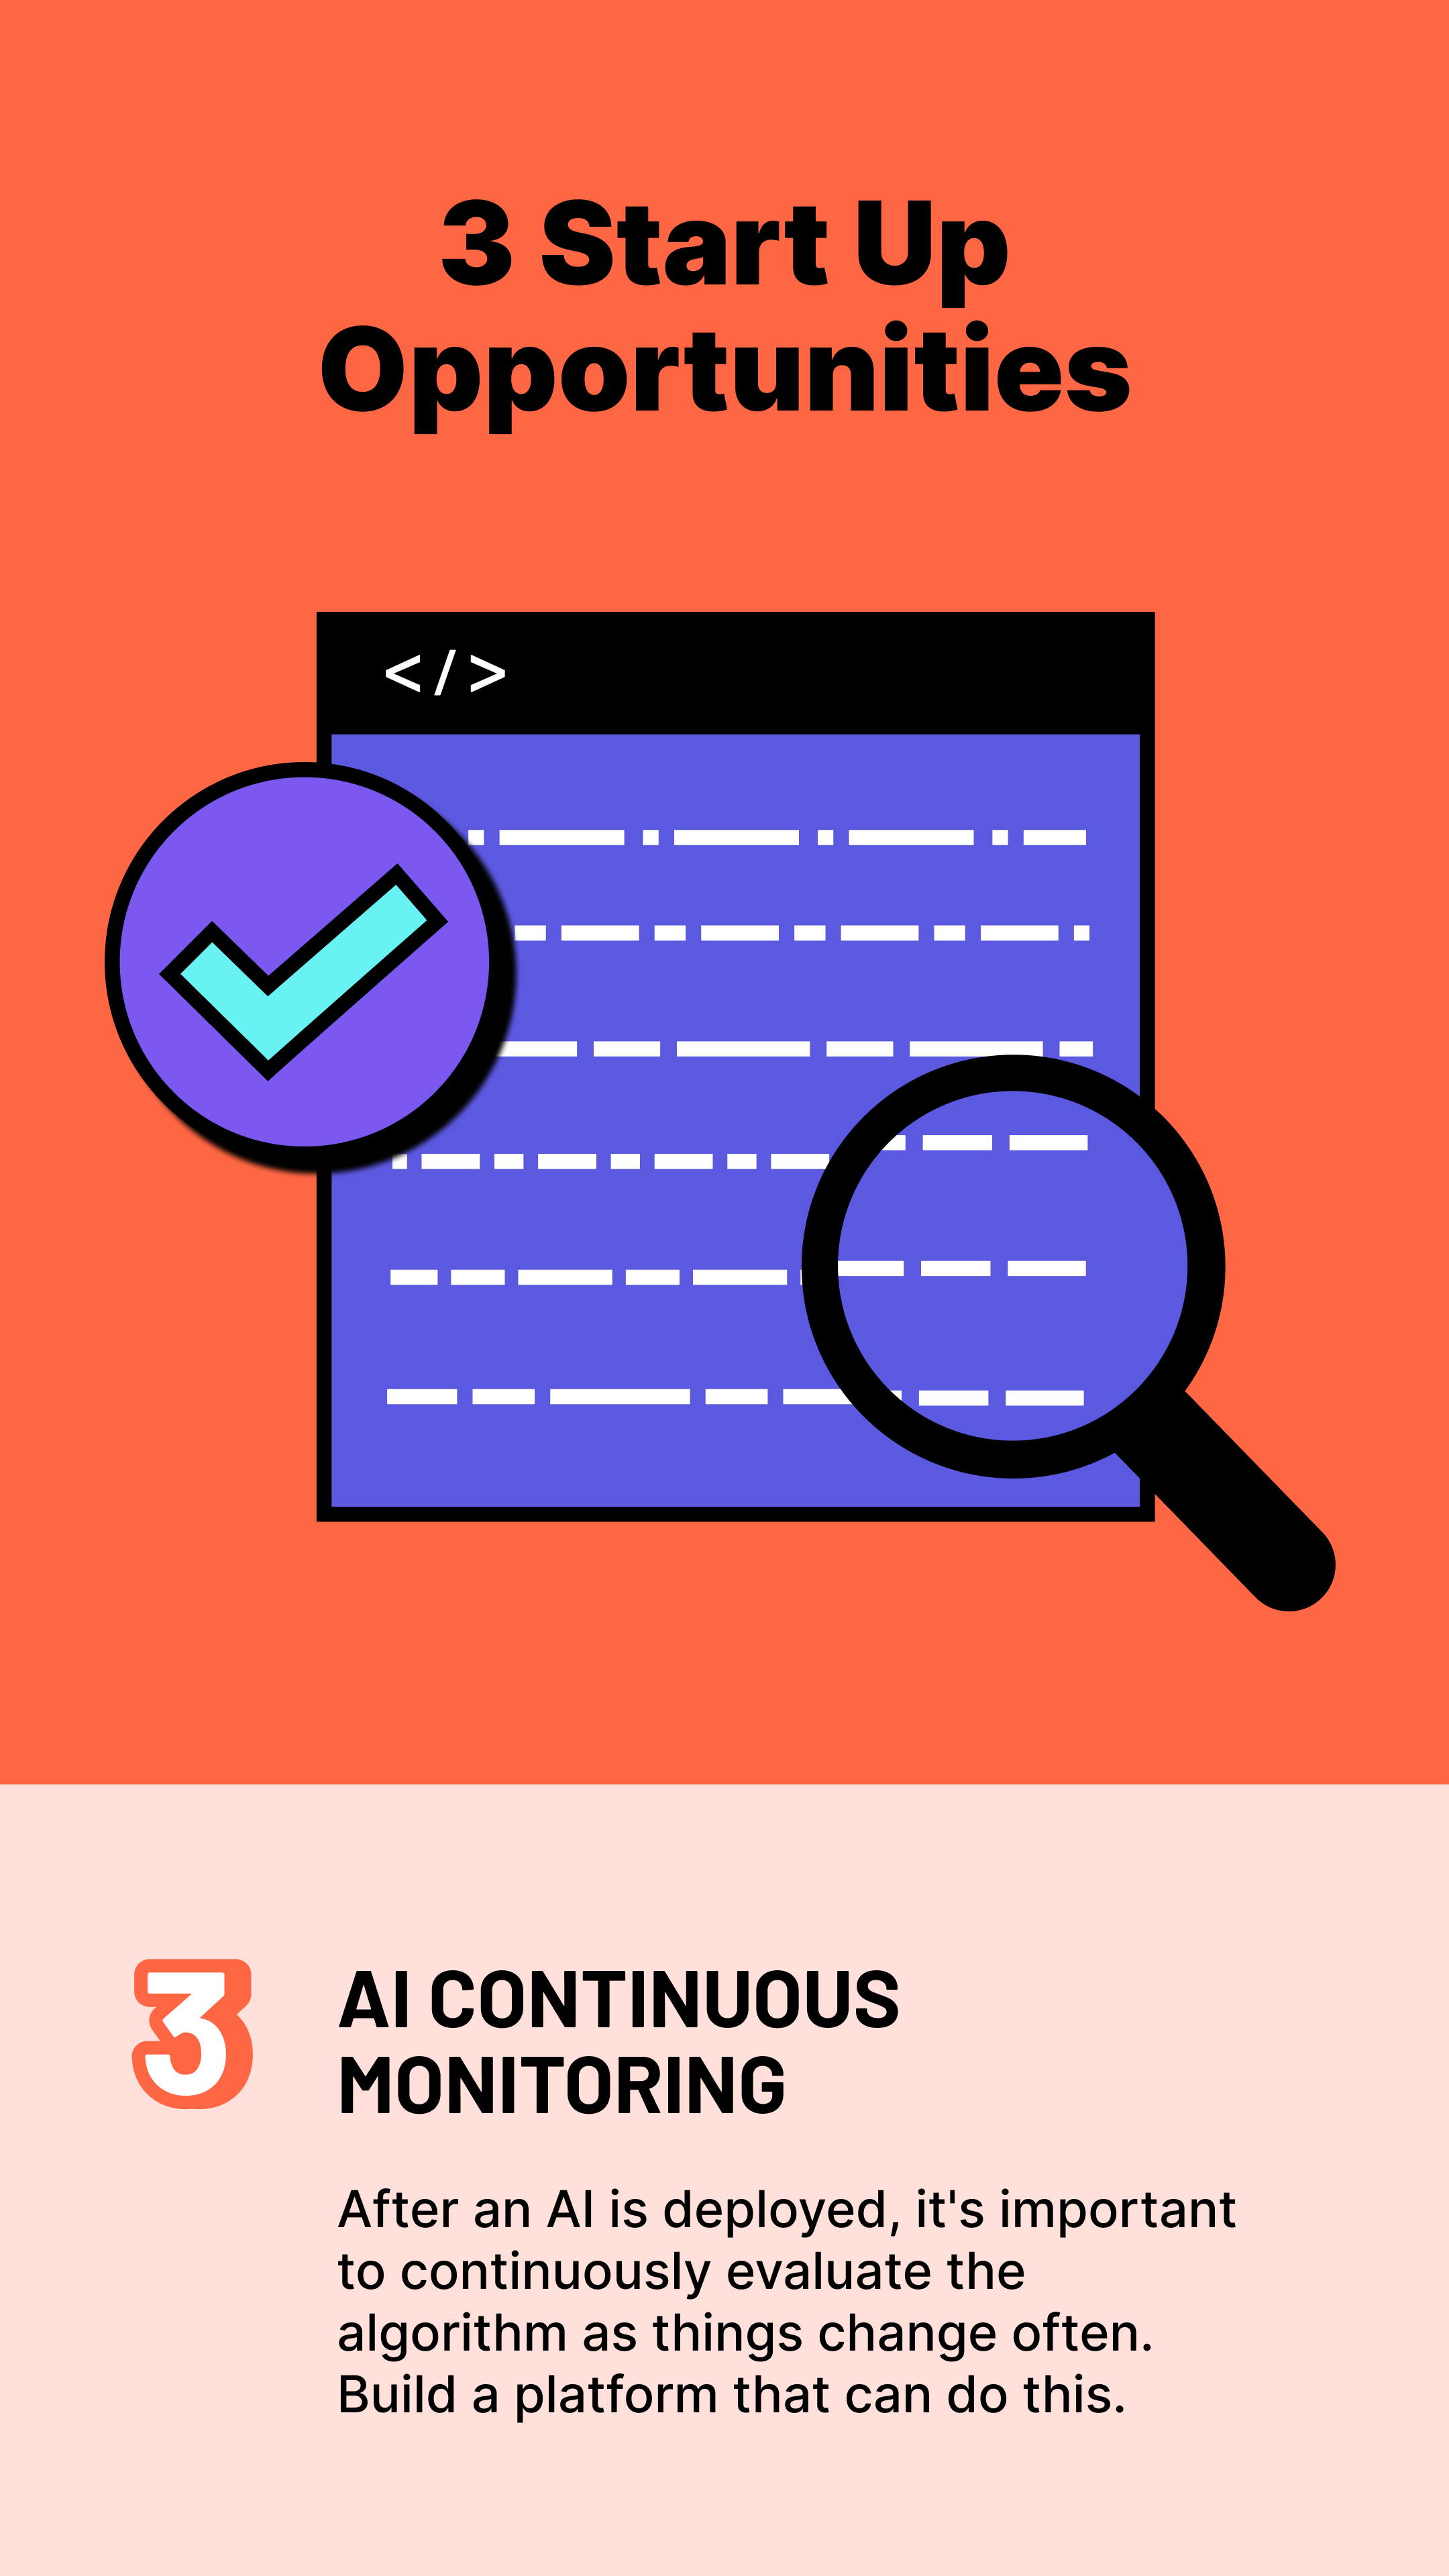 3 Start Up
Opportunities
</>
3
AI CONTINUOUS
MONITORING
After an AI is deployed, it's important
to continuously evaluate the
algorithm as things change often.
Build a platform that can do this.